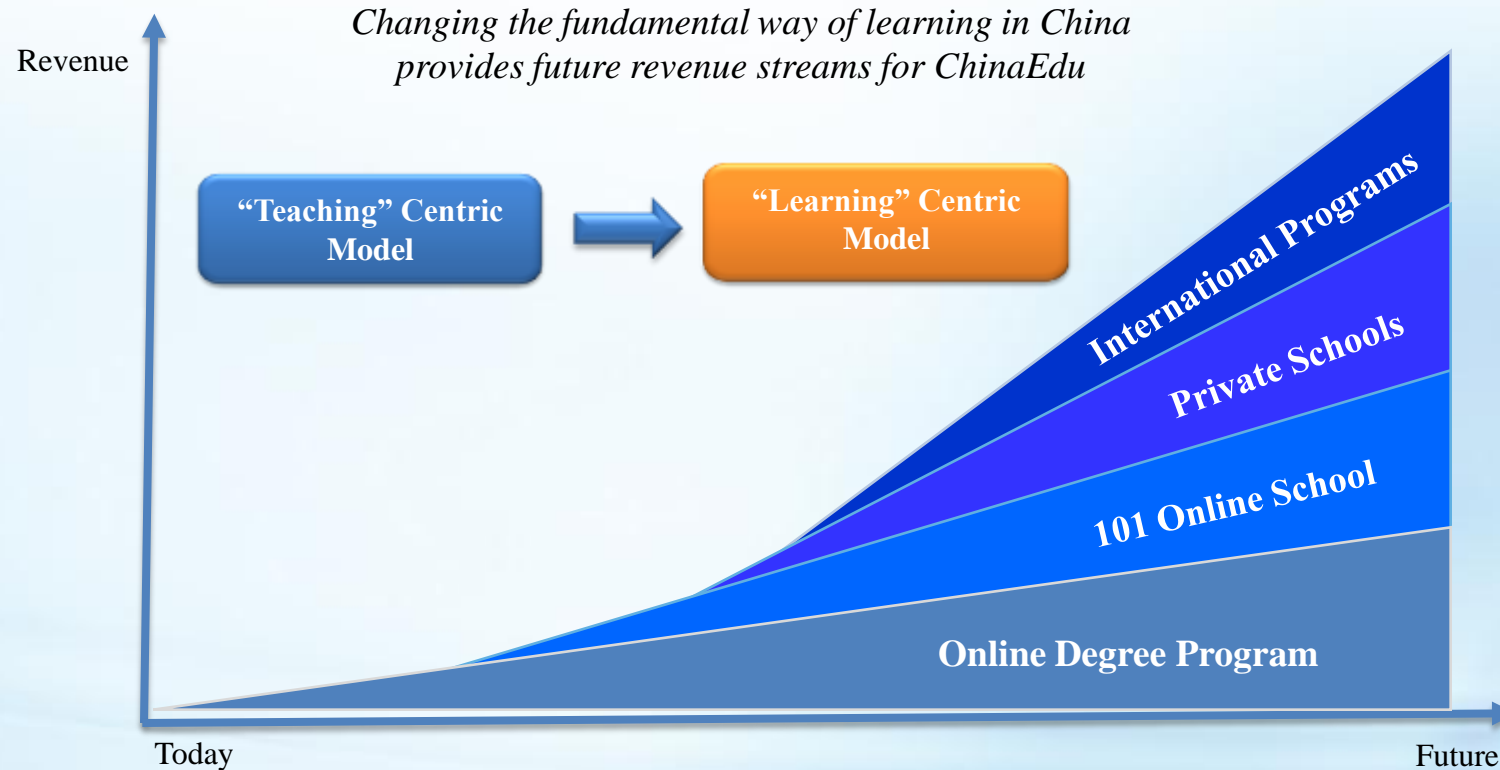 Changing the fundamental way of learning in China
provides future revenue streams for ChinaEdu
Revenue
“Teaching” Centric
Model
“Learning” Centric
Model
International Programs
Private Schools
101 Online School
Online Degree Program
Today
Future